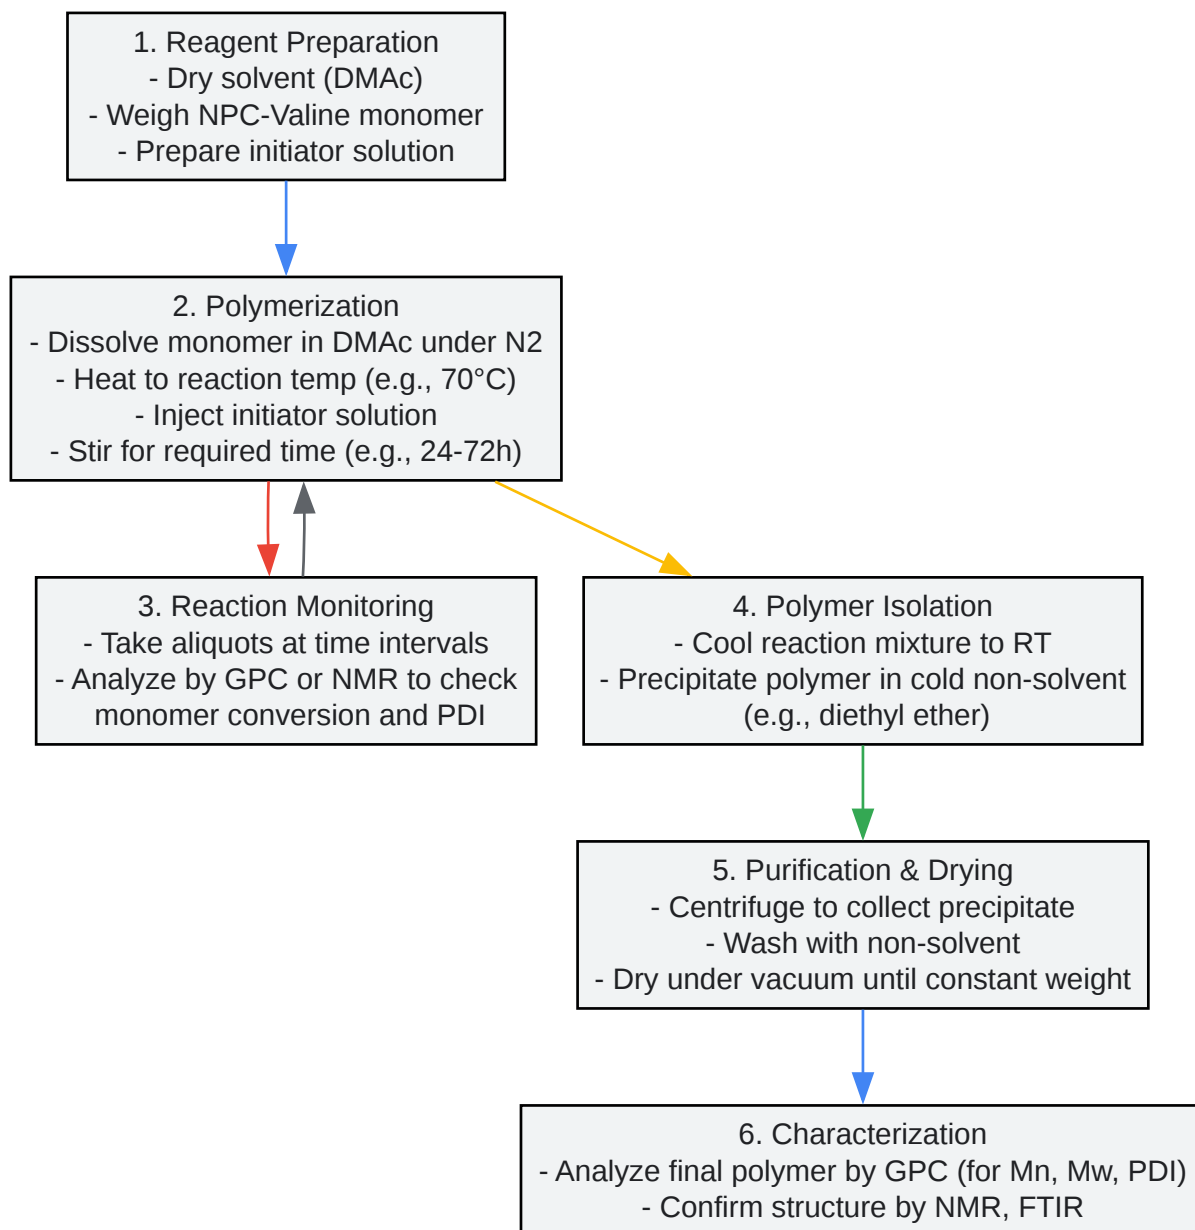 1. Reagent Preparation
- Dry solvent (DMAc)
- Weigh NPC-Valine monomer
- Prepare initiator solution
2. Polymerization
- Dissolve monomer in DMAc under N2
- Heat to reaction temp (e.g., 70°C)
- Inject initiator solution
- Stir for required time (e.g., 24-72h)
3. Reaction Monitoring
- Take aliquots at time intervals
- Analyze by GPC or NMR to check
monomer conversion and PDI
4. Polymer Isolation
- Cool reaction mixture to RT
- Precipitate polymer in cold non-solvent
(e.g., diethyl ether)
5. Purification & Drying
- Centrifuge to collect precipitate
- Wash with non-solvent
- Dry under vacuum until constant weight
6. Characterization
- Analyze final polymer by GPC (for Mn, Mw, PDI)
- Confirm structure by NMR, FTIR